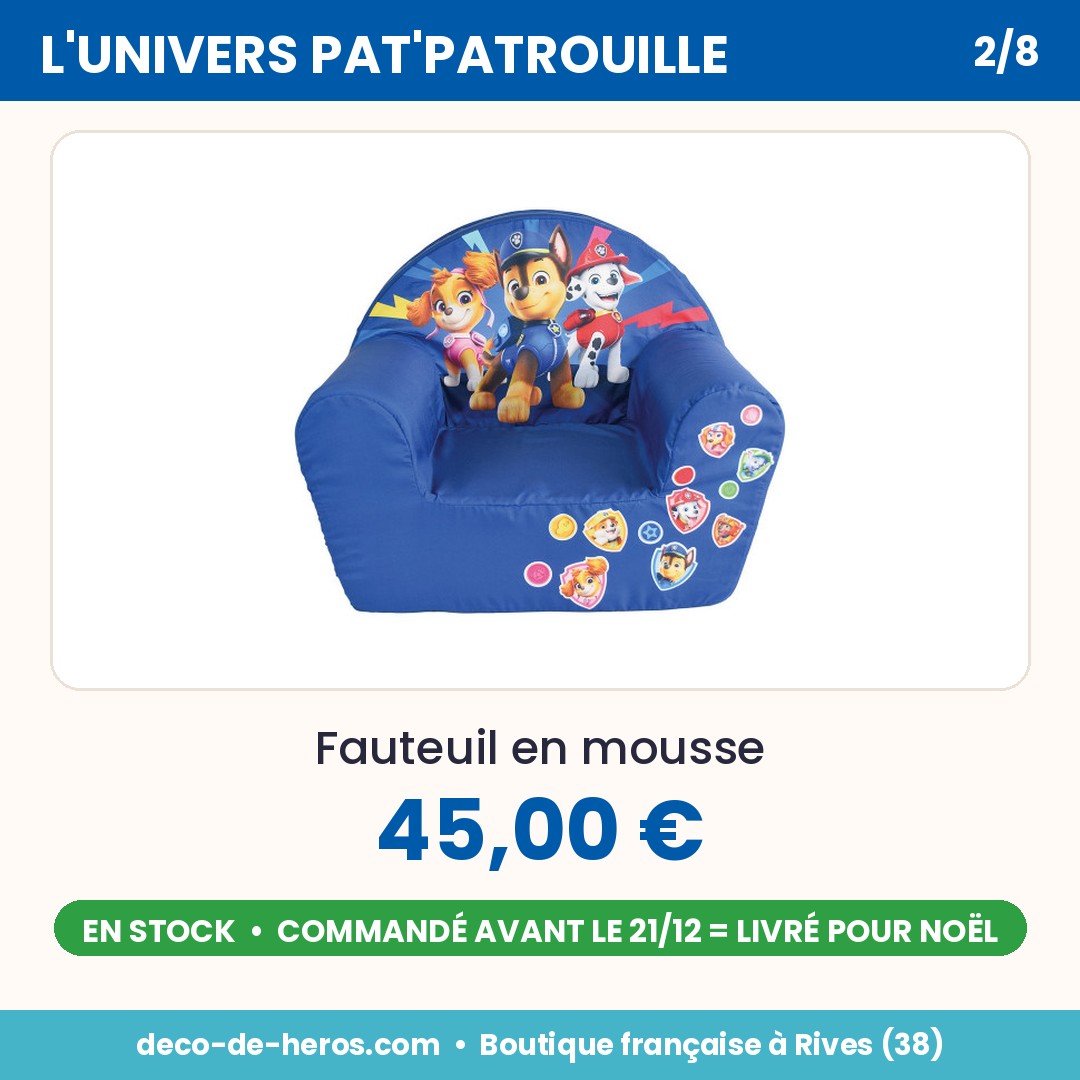 L'UNIVERS PAT'PATROUILLE
2/8
Fauteuil en mousse
45,00 €
EN STOCK • COMMANDÉ AVANT LE 21/12 = LIVRÉ POUR NOËL
deco-de-heros.com • Boutique française à Rives (38)